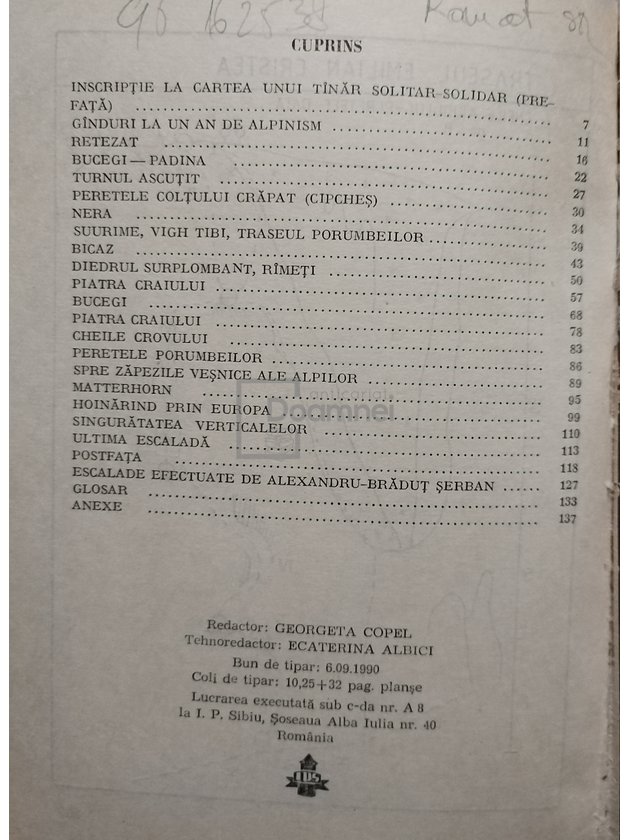 CUPRINS
INSCRIPȚIE LA CARTEA UNUI TÎNĂR SOLITAR-SOLIDAR (PRE-
FAȚĂ) 7
GÎNDURI LA UN AN DE ALPINISM 11
RETEZAT 16
BUCEGI — PADINA 22
TURNUL ASCUȚIT 27
PERETELE COLȚULUI CRĂPAT (CIPCHEȘ) 30
NERA 34
SUURIME, VIGH TIBI, TRASEUL PORUMBEILOR 39
BICAZ 43
DIEDRUL SURPLOMBANT, RÎMEȚI 50
PIATRA CRAIULUI 57
BUCEGI 68
PIATRA CRAIULUI 78
CHEILE CROVULUI 83
PERETELE PORUMBEILOR 86
SPRE ZĂPEZILE VEȘNICE ALE ALPILOR 89
MATTERHORN 95
HOINĂRIND PRIN EUROPA 99
SINGURĂTATEA VERTICALELOR 110
ULTIMA ESCALADĂ 113
POSTFAȚA 118
ESCALADE EFECTUATE DE ALEXANDRU-BRĂDUȚ ȘERBAN 127
GLOSAR 133
ANEXE 137
anticariat
Doamnei
Redactor: GEORGETA COPEL
Tehnoredactor: ECATERINA ALBICI
Bun de tipar: 6.09.1990
Coli de tipar: 10,25+32 pag. planșe
Lucrarea executată sub c-da nr. A 8
la I. P. Sibiu, Șoseaua Alba Iulia nr. 40
România